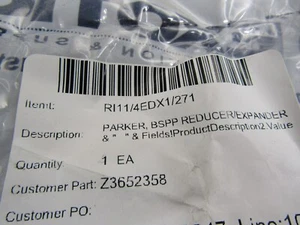 Item:
RI11/4EDX1/271
Description:
PARKER, BSPP REDUCER/EXPANDER
& " " & Fields!ProductDescription2.Value
Quantity:
1 EA
Customer Part: Z3652358
Customer PO: